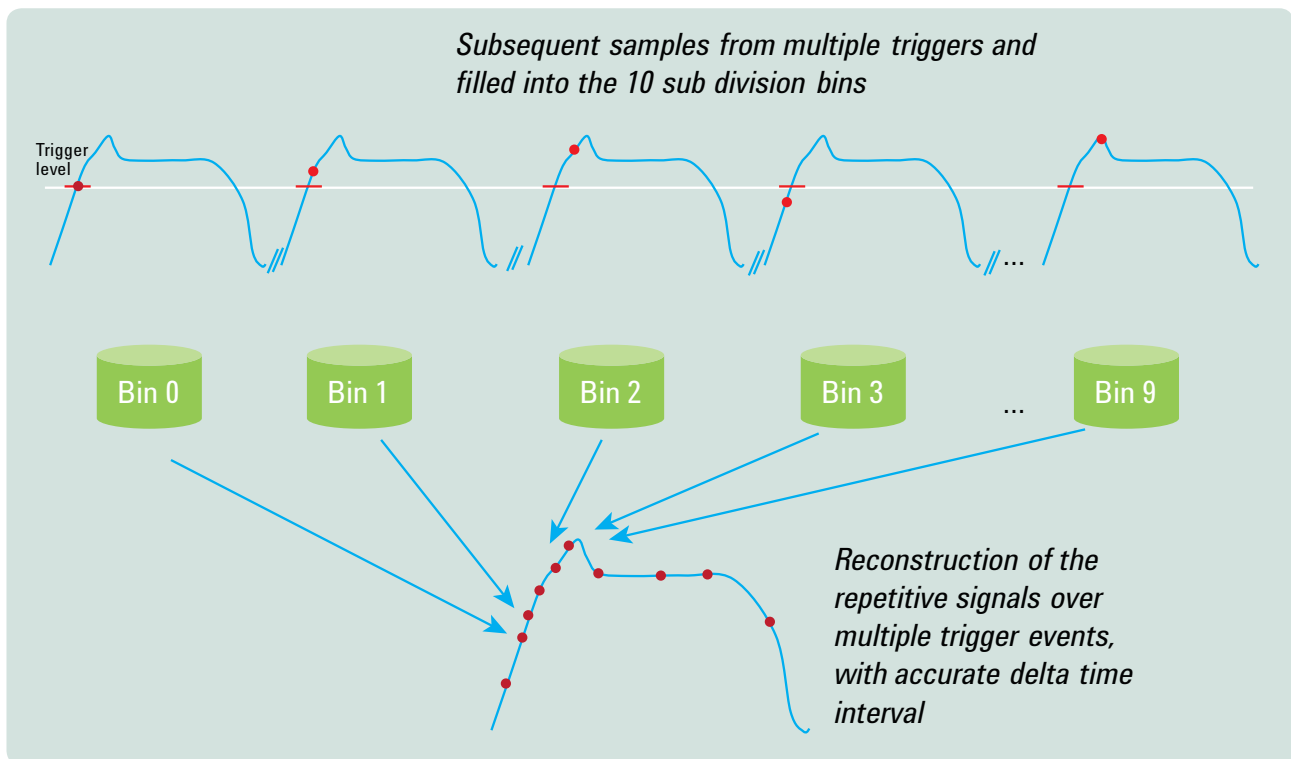 Subsequent samples from multiple triggers and
filled into the 10 sub division bins
Trigger
level
...
Bin 0
Bin 1
Bin 2
Bin 3
...
Bin 9
Reconstruction of the
repetitive signals over
multiple trigger events,
with accurate delta time
interval